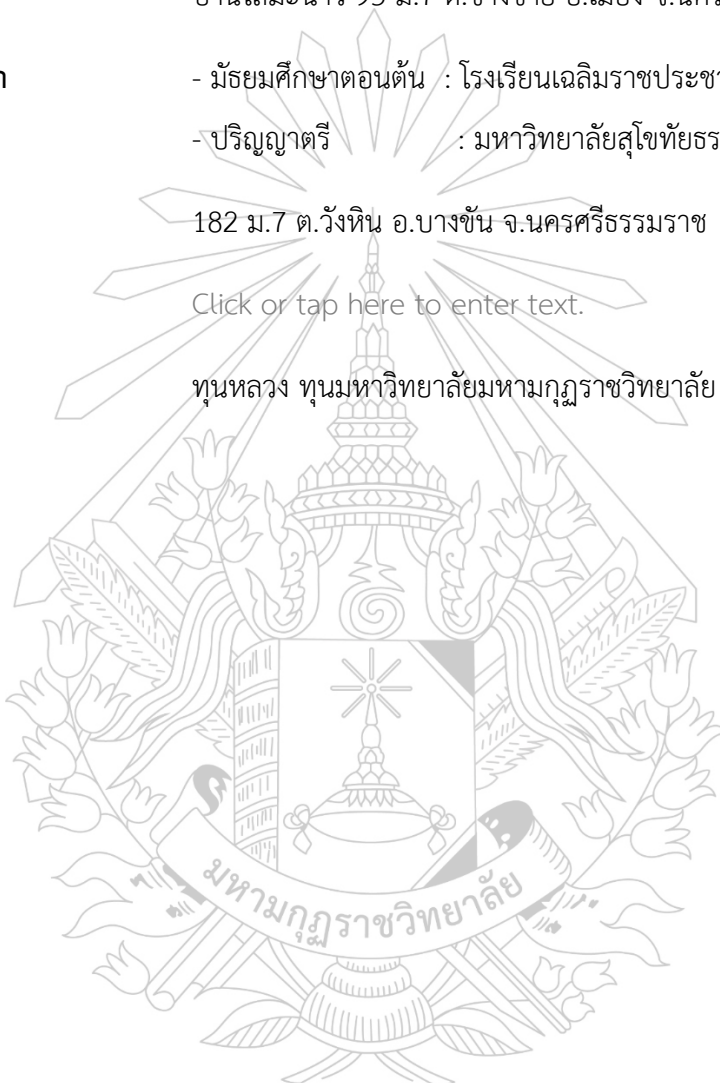 - มัธยมศึกษาตอนต้น : โรงเรียนเฉลิมราชประชา
- ปริญญาตรี : มหาวิทยาลัยสุโขทัยธร
182 ม.7 ต.วังหิน อ.บางขัน จ.นครศรีธรรมราช
Click or tap here to enter text.
ทุนหลวง ทุนมหาวิทยาลัยมหามกุฏราชวิทยาลัย
มหามกุฏราชวิทยาลัย